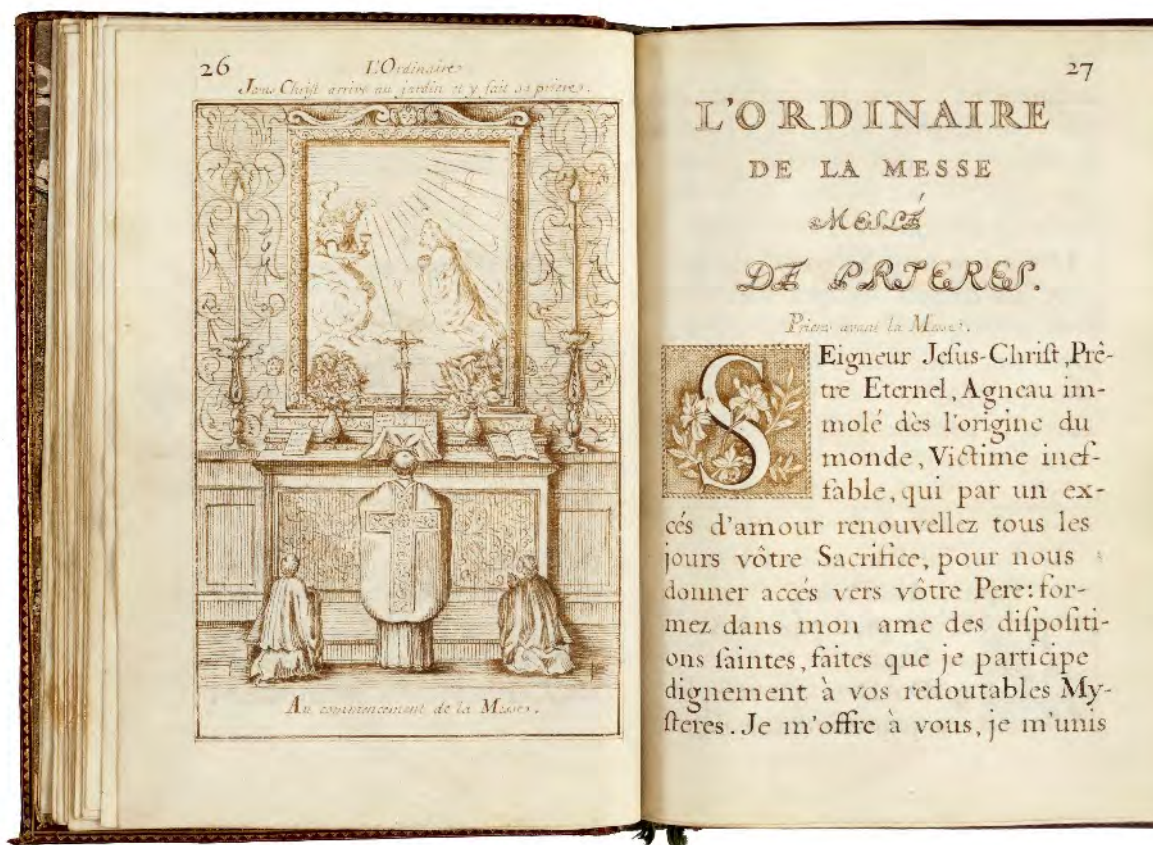 26
L'Ordinaire
Jesus Christ arrive au jardin et y fait sa priere.
Au commencement de la Messe.
27
L'ORDINAIRE
DE LA MESSE
MESLÉ
DE PRIERES.
Priere avant la Messe.
SEigneur Jeſus-Chriſt, Prê-
tre Eternel, Agneau im-
molé dès l'origine du
monde, Victime inef-
fable, qui par un ex-
cés d'amour renouvellez tous les
jours vôtre Sacrifice, pour nous
donner accés vers vôtre Pere: for-
mez dans mon ame des diſpoſiti-
ons ſaintes, faites que je participe
dignement à vos redoutables My-
ſteres. Je m'offre à vous, je m'unis